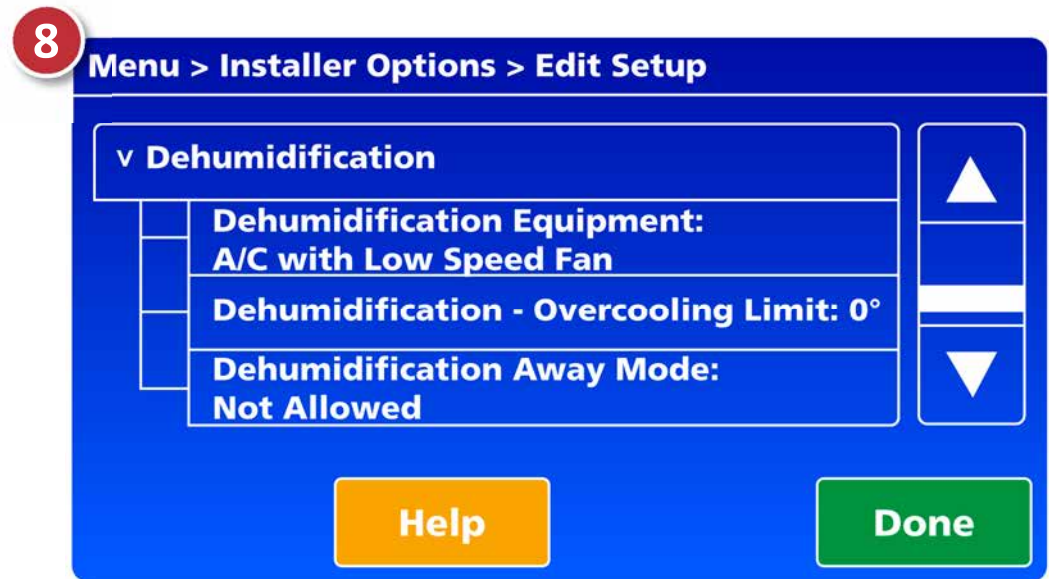 8
Menu > Installer Options > Edit Setup
v Dehumidification
Dehumidification Equipment:
A/C with Low Speed Fan
Dehumidification - Overcooling Limit: 0°
Dehumidification Away Mode:
Not Allowed
Help
Done